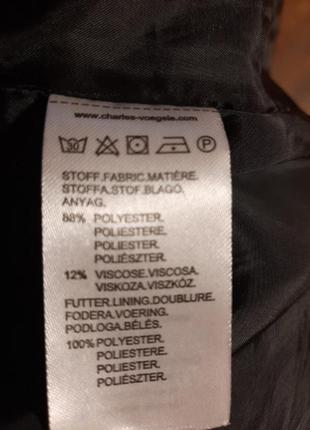 www.charles-voegele.com
30 P
STOFF.FABRIC.MATIÈRE.
STOFFA.STOF.BLAGO.
ANYAG.
88% POLYESTER.
POLIESTERE.
POLIESTER.
POLIÉSZTER.
12% VISCOSE.VISCOSA.
VISKOZA.VISZKÓZ.
FUTTER.LINING.DOUBLURE.
FODERA.VOERING.
PODLOGA.BÉLÉS.
100% POLYESTER.
POLIESTERE.
POLIESTER.
POLIÉSZTER.